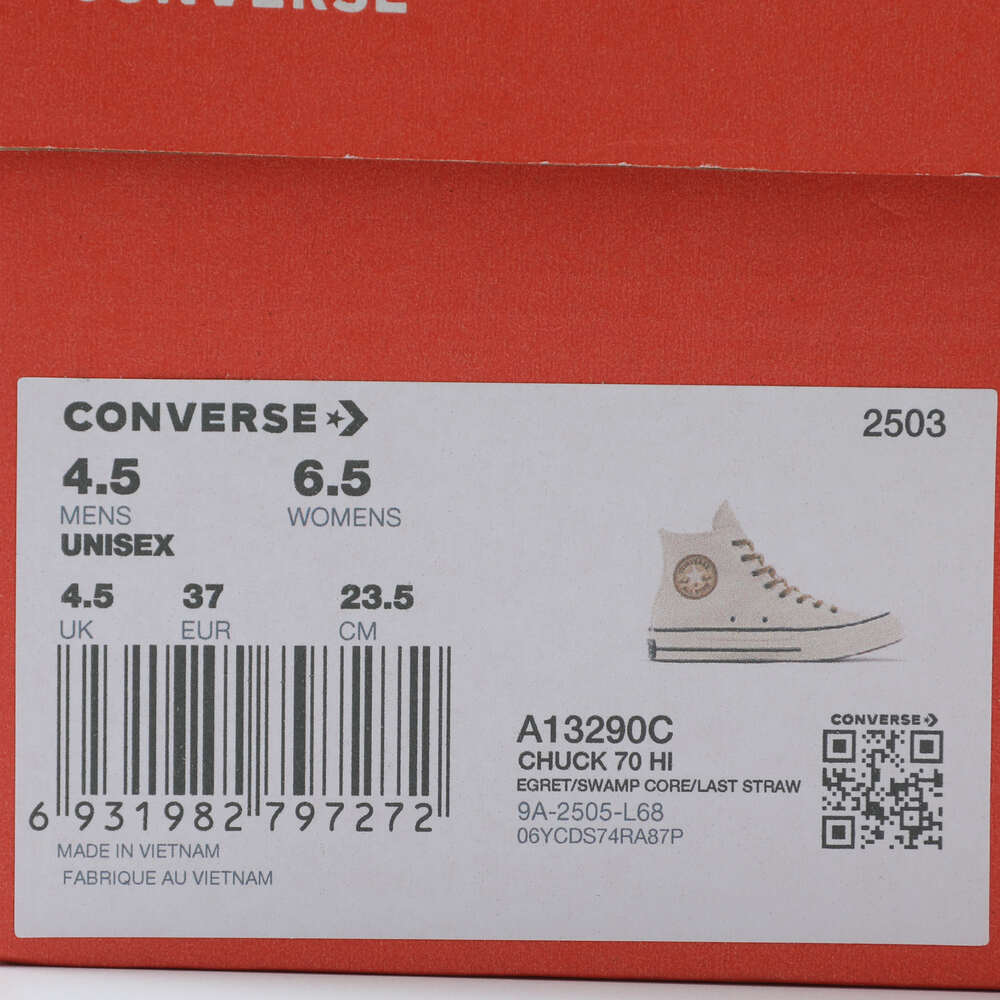 CONVERSE
CONVERSE
2503
4.5 6.5
MENS WOMENS
UNISEX
4.5 37 23.5
UK EUR CM
6 931982 797272
A13290C
CHUCK 70 HI
EGRET/SWAMP CORE/LAST STRAW
9A-2505-L68
06YCDS74RA87P
CONVERSE
MADE IN VIETNAM
FABRIQUE AU VIETNAM